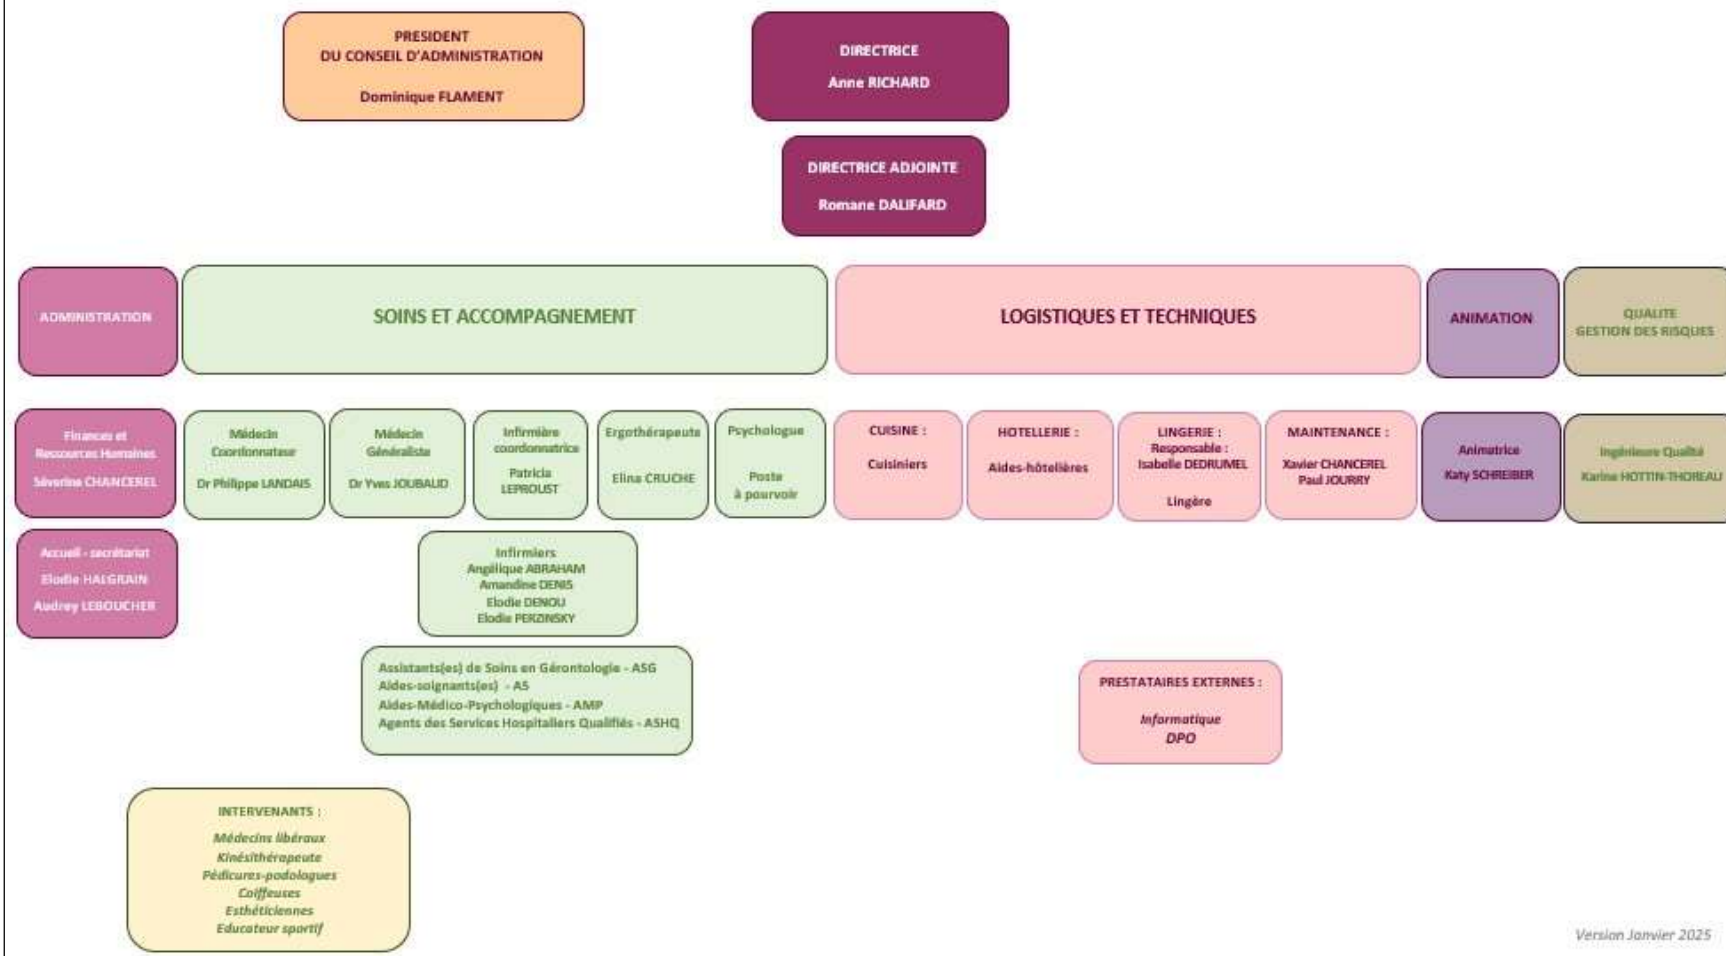 PRESIDENT
DU CONSEIL D'ADMINISTRATION
Dominique FLAMENT
DIRECTRICE
Anne RICHARD
DIRECTRICE ADJOINTE
Romane DALIFARD
ADMINISTRATION
SOINS ET ACCOMPAGNEMENT
LOGISTIQUES ET TECHNIQUES
ANIMATION
QUALITE
GESTION DES RISQUES
Finances et
Ressources Humaines
Séverine CHANCEREL
Médecin
Coordonnateur
Dr Philippe LANDAIS
Médecin
Généraliste
Dr Yves JOUBAUD
Infirmière
coordonnatrice
Patricia
LEPROUST
Ergothérapeute
Elina CRUCHE
Psychologue
Poste
à pourvoir
CUISINE :
Cuisiniers
HOTELLERIE :
Aides-hôtelières
LINGERIE :
Responsable :
Isabelle DEDRUMEL
Lingère
MAINTENANCE :
Xavier CHANCEREL
Paul JOURRY
Animatrice
Katy SCHREIBER
Ingénieure Qualité
Karine HOTTIN-THOREAU
Accueil - secrétariat
Elodie HALGRAIN
Audrey LEBOUCHER
Infirmiers
Angélique ABRAHAM
Amandine DENIS
Elodie DENOU
Elodie PERZINSKY
Assistants(es) de Soins en Gérontologie - ASG
Aides-soignants(es) - AS
Aides-Médico-Psychologiques - AMP
Agents des Services Hospitaliers Qualifiés - ASHQ
PRESTATAIRES EXTERNES :
Informatique
DPO
INTERVENANTS :
Médecins libéraux
Kinésithérapeute
Pédicures-podologues
Coiffeuses
Esthéticiennes
Educateur sportif
Version Janvier 2025